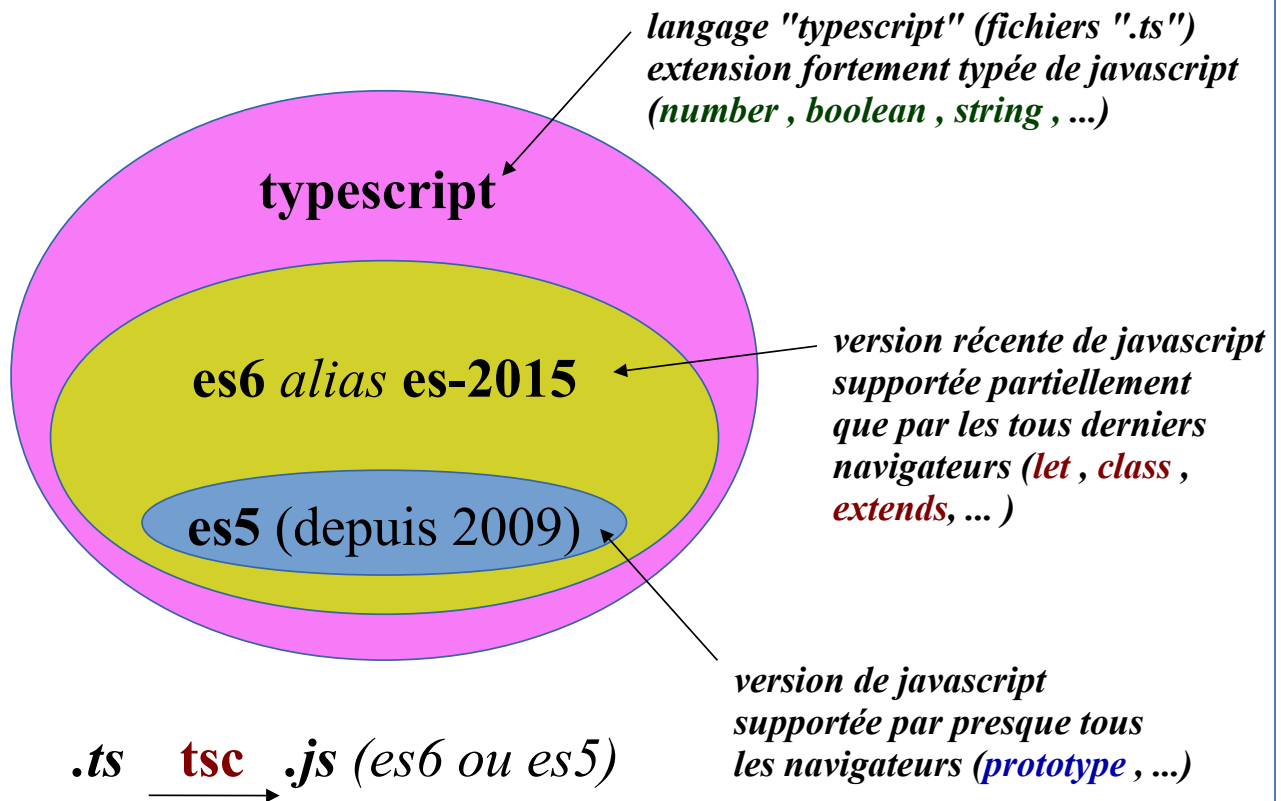 langage "typescript" (fichiers ".ts")
extension fortement typée de javascript
(number , boolean , string , ...)
typescript
version récente de javascript
supportée partiellement
que par les tous derniers
navigateurs (let , class ,
extends, ... )
es6 alias es-2015
es5 (depuis 2009)
version de javascript
supportée par presque tous
les navigateurs (prototype , ...)
.ts tsc .js (es6 ou es5)